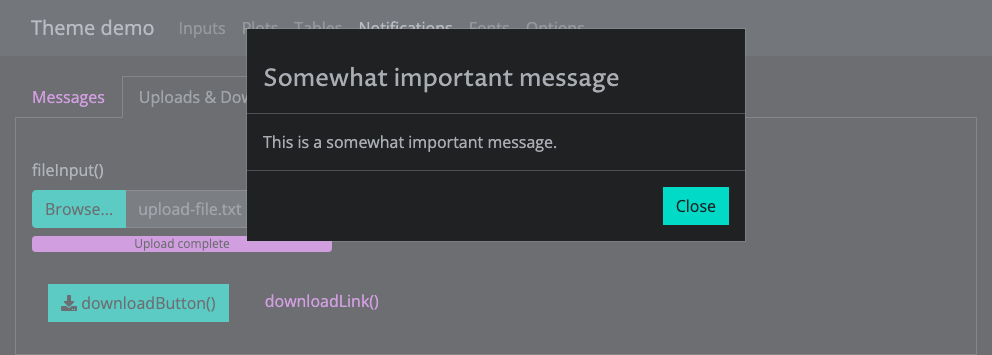 Theme demo Inputs Plots Tables Notifications Fonts Options
Somewhat important message
Messages Uploads &
This is a somewhat important message.
fileInput()
Browse... upload-file.txt
Close
Upload complete
downloadButton() downloadLink()